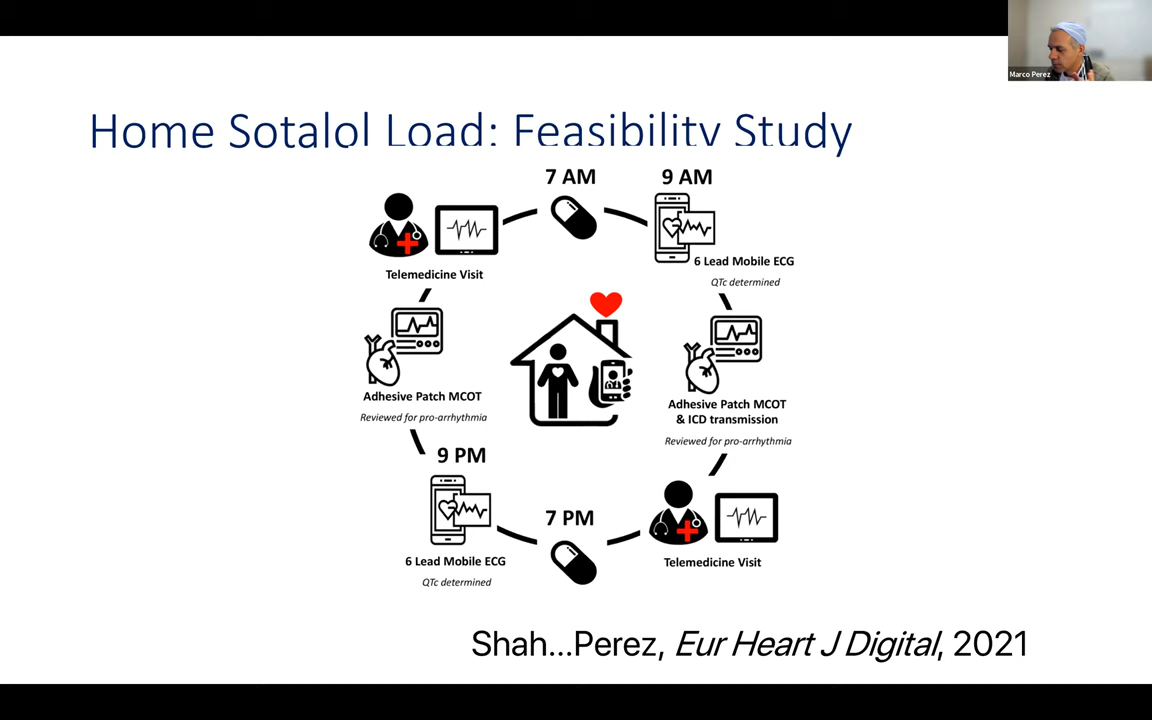 Marco Perez
Home Sotalol Load: Feasibility Study
7 AM
9 AM
6 Lead Mobile ECG
QTc determined
Telemedicine Visit
Adhesive Patch MCOT
Reviewed for pro-arrhythmia
Adhesive Patch MCOT
& ICD transmission
Reviewed for pro-arrhythmia
9 PM
6 Lead Mobile ECG
QTc determined
7 PM
Telemedicine Visit
Shah...Perez, Eur Heart J Digital, 2021